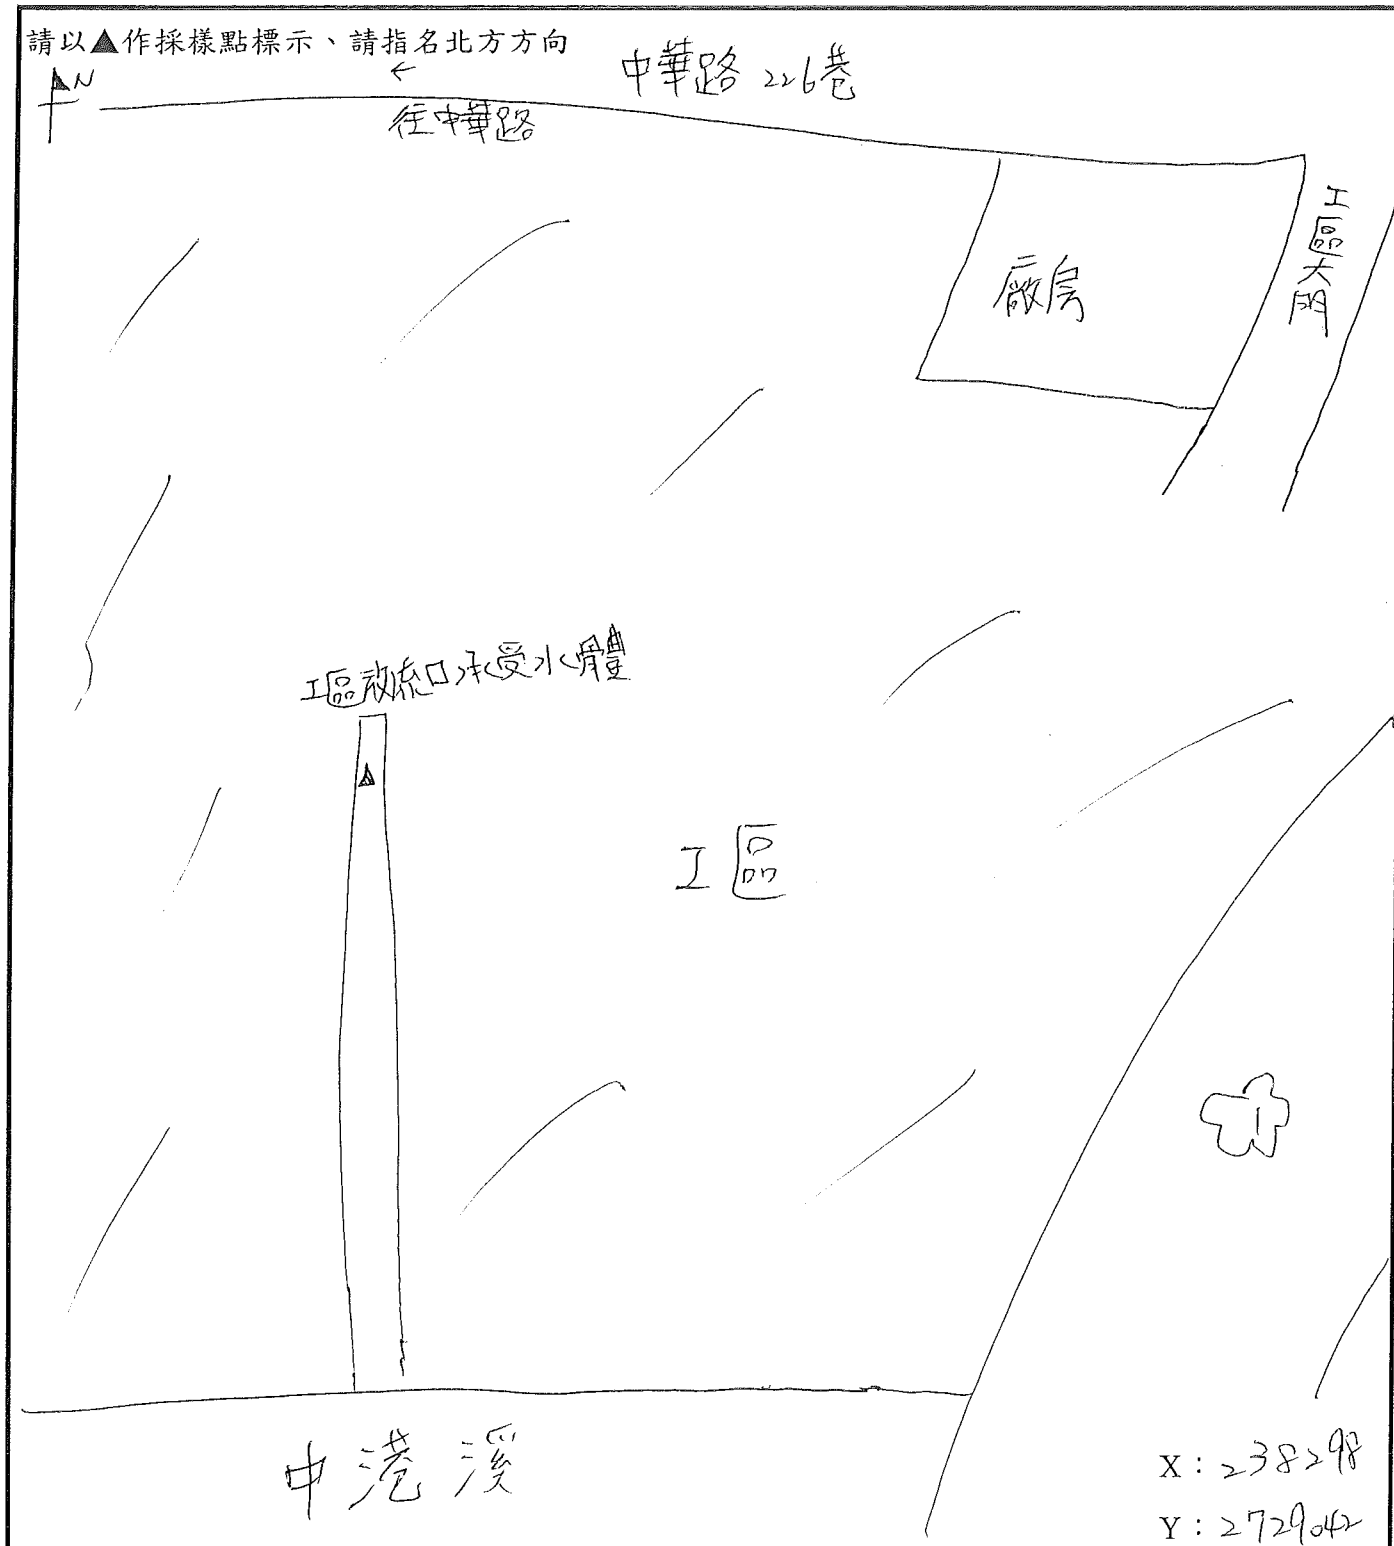 請以▲作採樣點標示、請指名北方方向
N
←
中華路 226巷
往中華路
工區大門
廠房
工區放流口承受水體
工區
中港溪
X：238298
Y：2729042